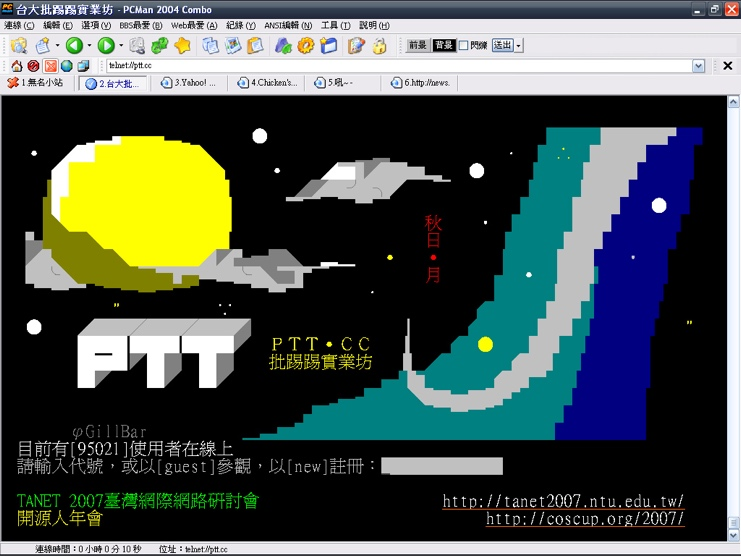 台大批踢踢實業坊 - PCMan 2004 Combo
連線(C) 編輯(E) 選項(V) BBS最愛(B) Web最愛(A) 紀錄(Y) ANSI編輯(N) 工具(T) 說明(H)
前景 背景 閃爍 送出
telnet://ptt.cc
1.無名小站 2.台大批... 3.Yahoo! ... 4.Chicken's... 5.吼~- 6.http://news.
秋日・月
PTT
PTT・CC
批踢踢實業坊
φGillBar
目前有[95021]使用者在線上
請輸入代號，或以[guest]參觀，以[new]註冊：
TANET 2007臺灣網際網路研討會 http://tanet2007.ntu.edu.tw/
開源人年會 http://coscup.org/2007/
連線時間：0 小時 0 分 10 秒 位址：telnet://ptt.cc